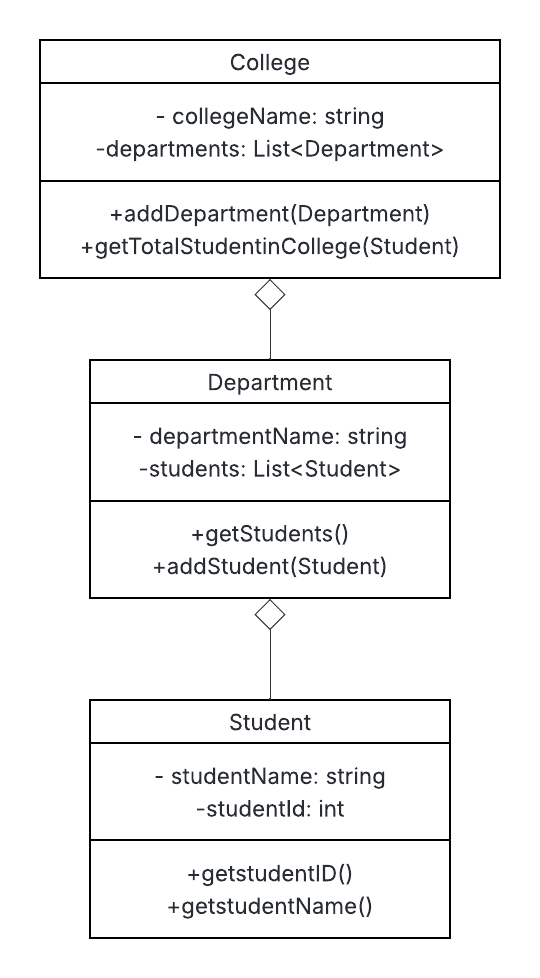 College
- collegeName: string
-departments: List<Department>
+addDepartment(Department)
+getTotalStudentinCollege(Student)
Department
- departmentName: string
-students: List<Student>
+getStudents()
+addStudent(Student)
Student
- studentName: string
-studentId: int
+getstudentID()
+getstudentName()